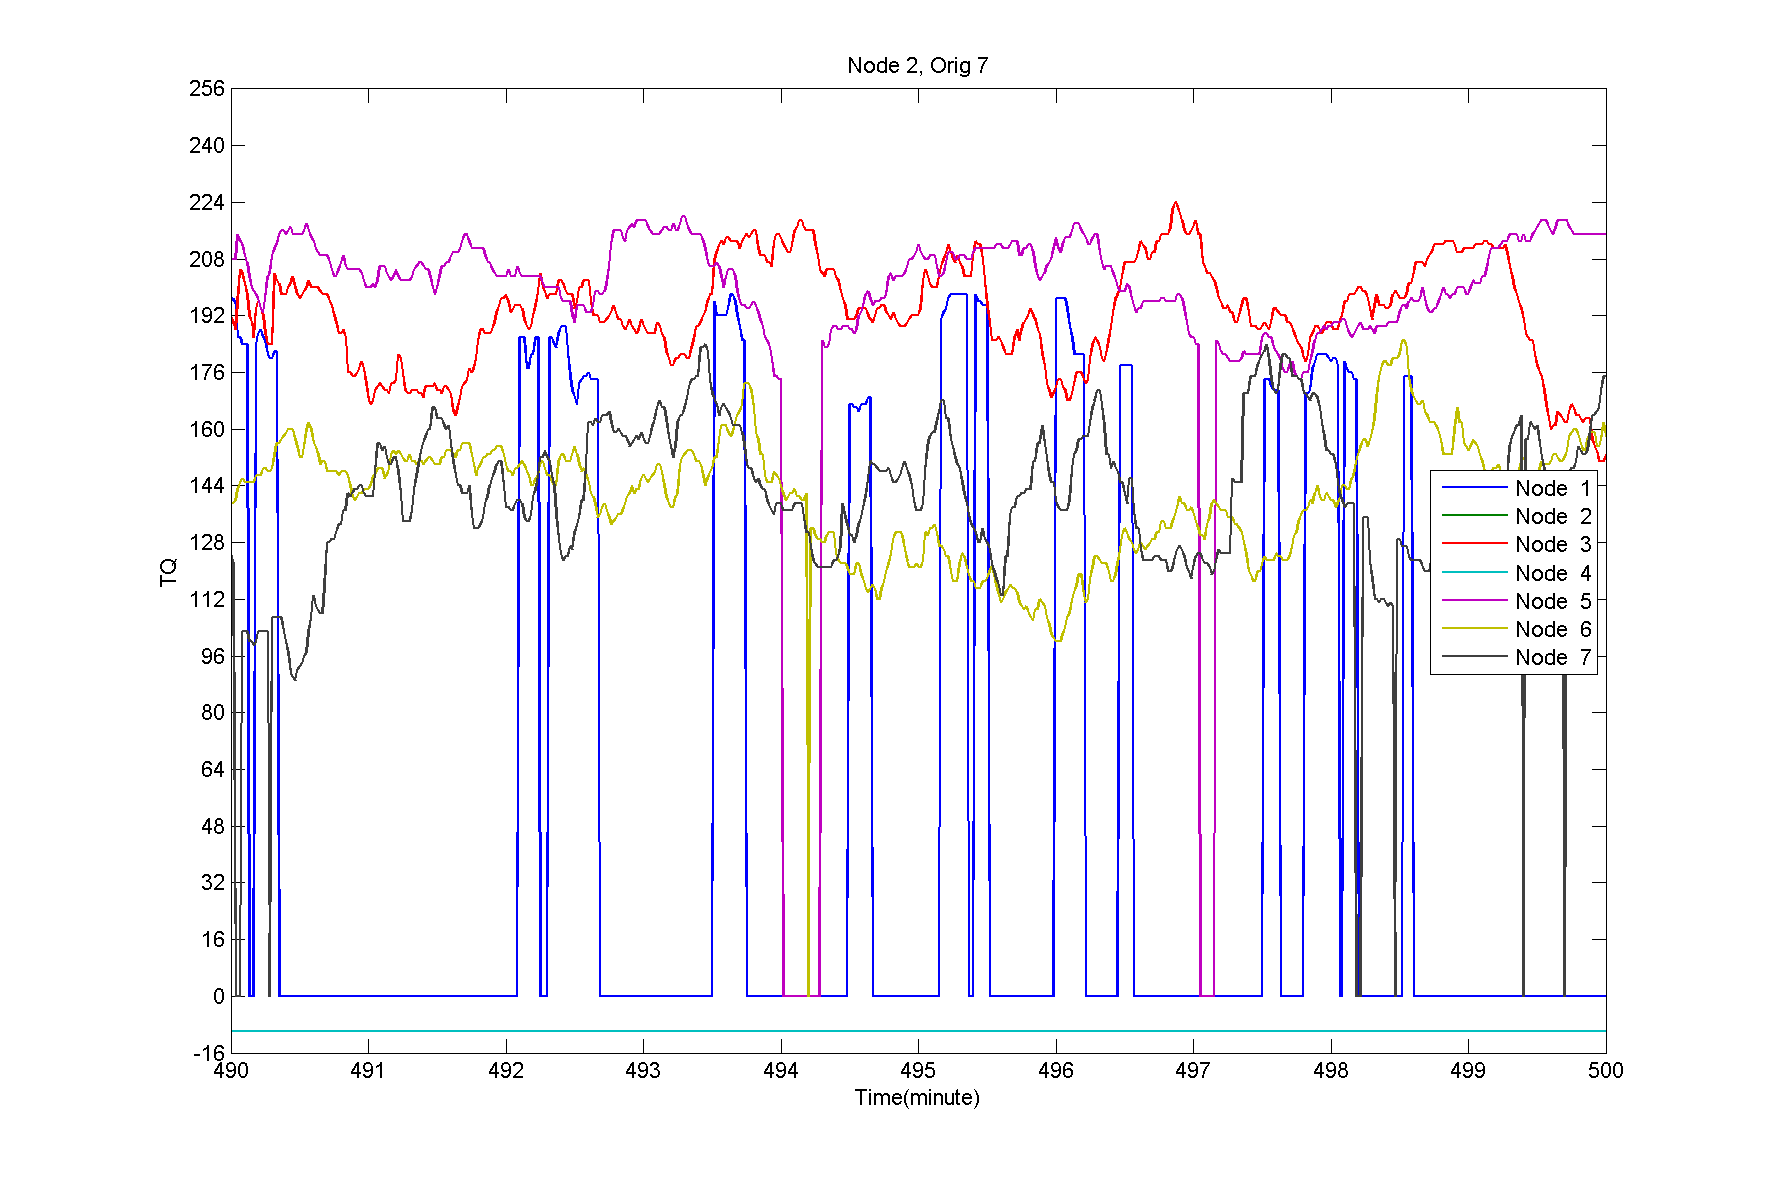 Node 2, Orig 7
256
240
224
208
192
176
160
144
128
112
96
80
64
48
32
16
0
-16
TQ
Node 1
Node 2
Node 3
Node 4
Node 5
Node 6
Node 7
490 491 492 493 494 495 496 497 498 499 500
Time(minute)